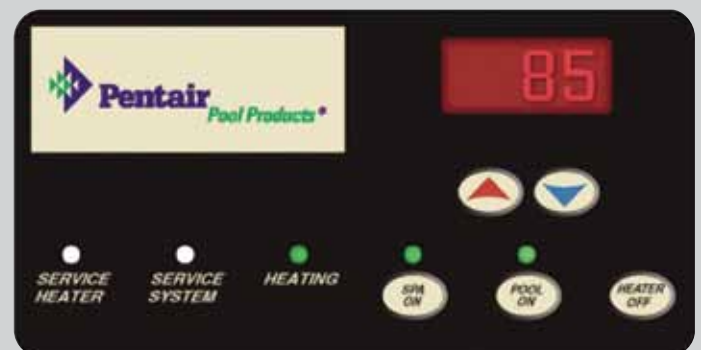 Pentair
Pool Products
85
SERVICE
HEATER
SERVICE
SYSTEM
HEATING
SPA
ON
POOL
ON
HEATER
OFF